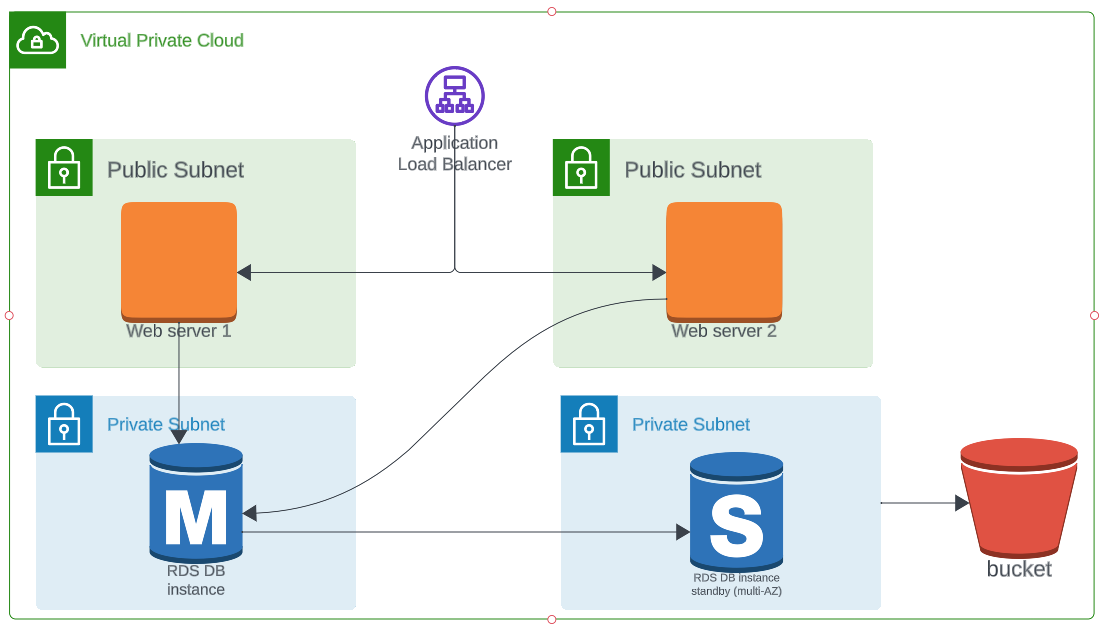 Virtual Private Cloud
Application
Load Balancer
Public Subnet
Public Subnet
Web server 1
Web server 2
Private Subnet
Private Subnet
M
S
RDS DB
instance
RDS DB instance
standby (multi-AZ)
bucket